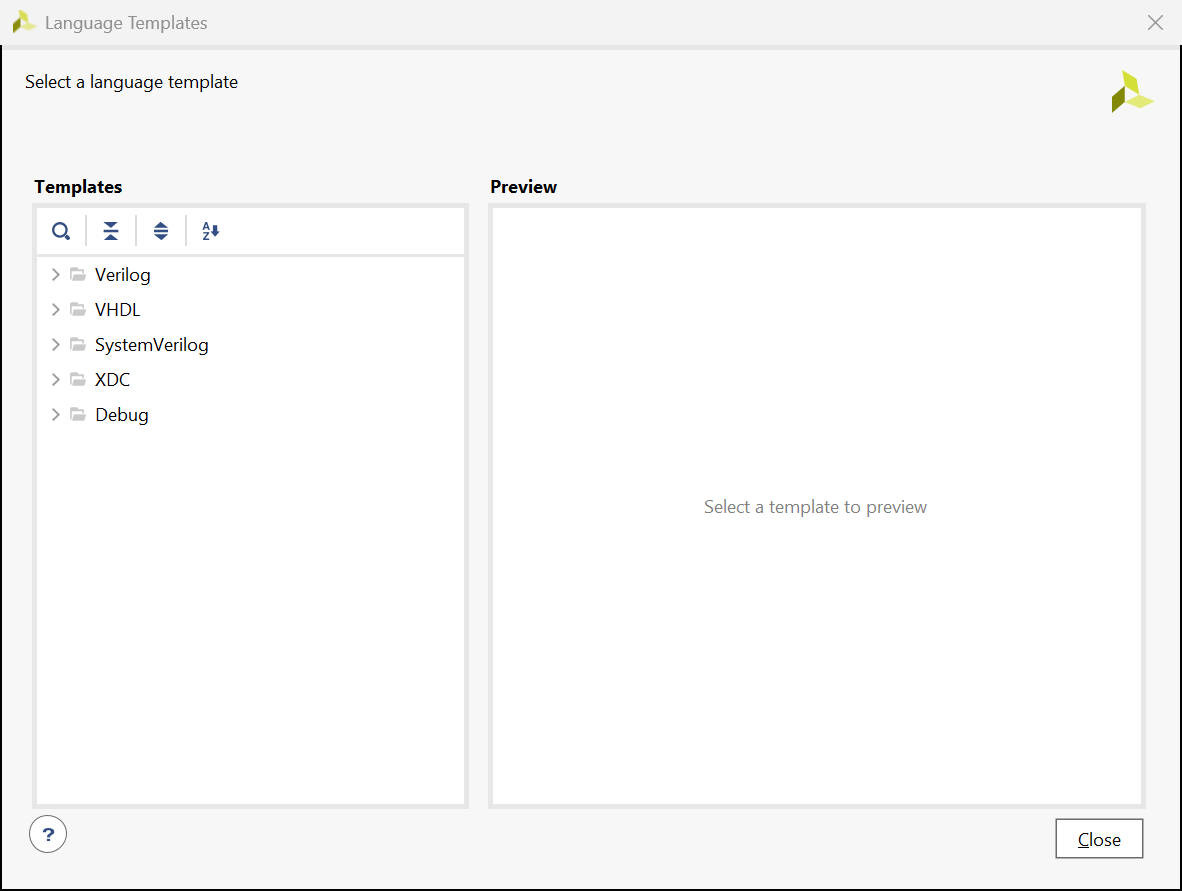 Language Templates
Select a language template
Templates
Preview
A
Z
Verilog
VHDL
SystemVerilog
XDC
Debug
Select a template to preview
?
Close